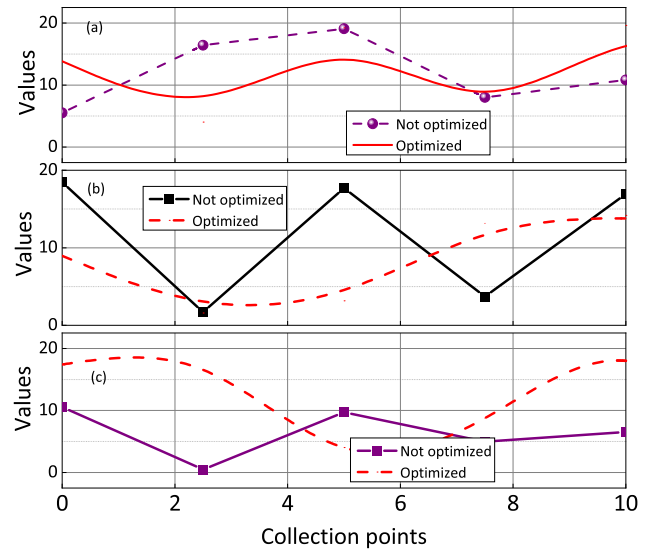 (a)
20
10
0
Values
Not optimized
Optimized
(b)
20
10
0
Values
Not optimized
Optimized
(c)
20
10
0
Values
Not optimized
Optimized
0 2 4 6 8 10
Collection points